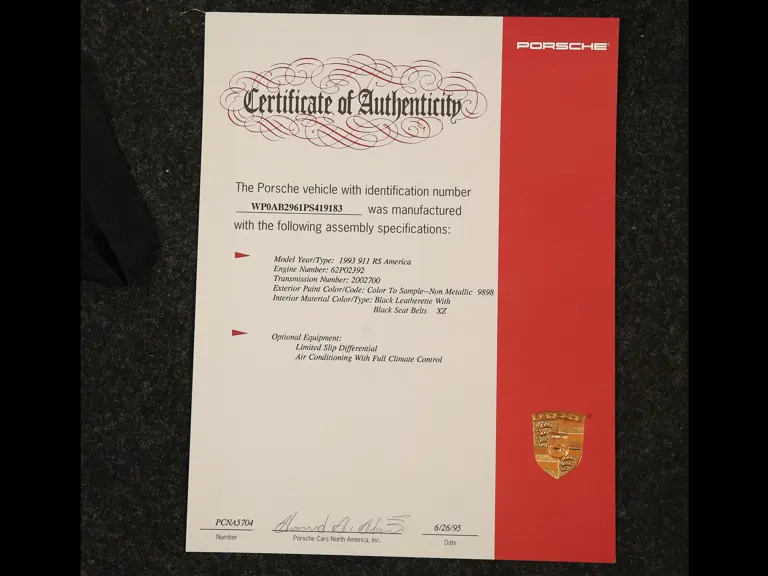 PORSCHE
Certificate of Authenticity
The Porsche vehicle with identification number
WP0AB2961PS419183 was manufactured
with the following assembly specifications:
Model Year/Type: 1993 911 RS America
Engine Number: 62P02392
Transmission Number: 2002700
Exterior Paint Color/Code: Color To Sample--Non Metallic 9898
Interior Material Color/Type: Black Leatherette With
Black Seat Belts XZ
Optional Equipment:
Limited Slip Differential
Air Conditioning With Full Climate Control
PCNA5704 6/26/95
Number Porsche Cars North America, Inc. Date